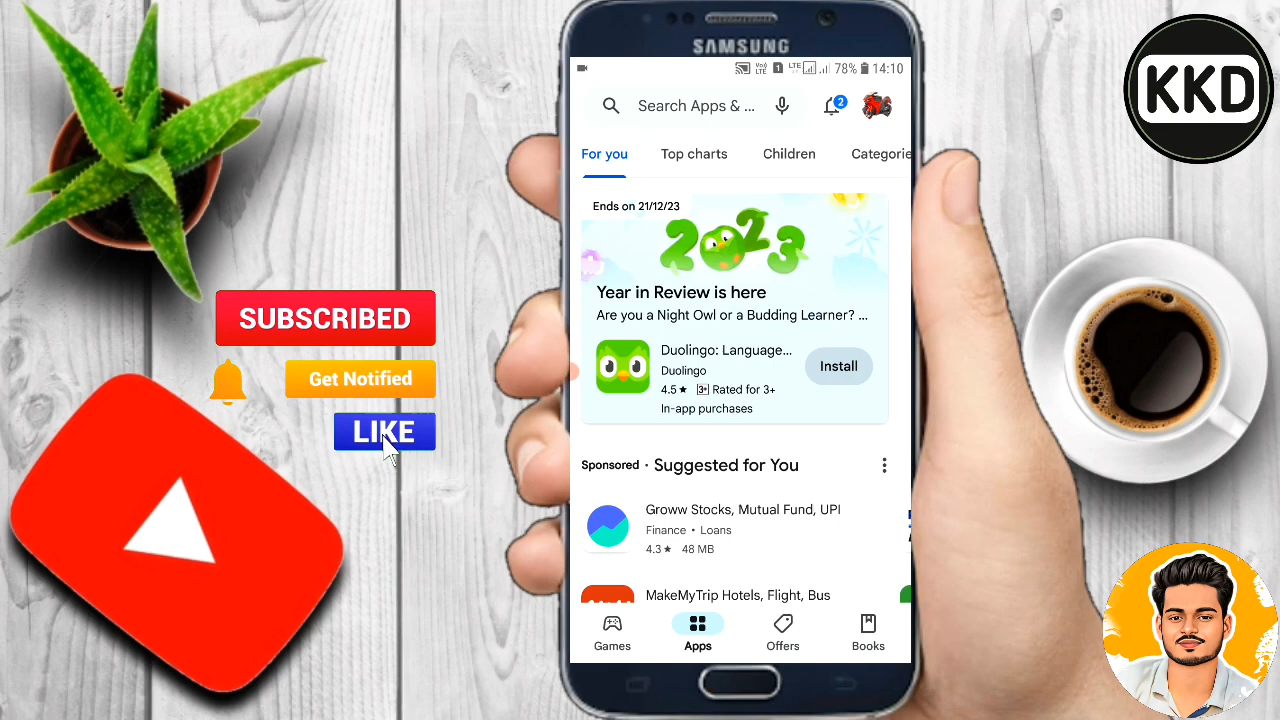 SAMSUNG
VoLTE 1 LTE 78% 14:10
Search Apps & ...
2
For you Top charts Children Categorie
Ends on 21/12/23
2023
Year in Review is here
Are you a Night Owl or a Budding Learner? ...
Duolingo: Language...
Duolingo
4.5★ 3+ Rated for 3+
In-app purchases
Install
Sponsored • Suggested for You
Groww Stocks, Mutual Fund, UPI
Finance • Loans
4.3★ 48 MB
MakeMyTrip Hotels, Flight, Bus
Games Apps Offers Books
SUBSCRIBED
Get Notified
LIKE
KKD